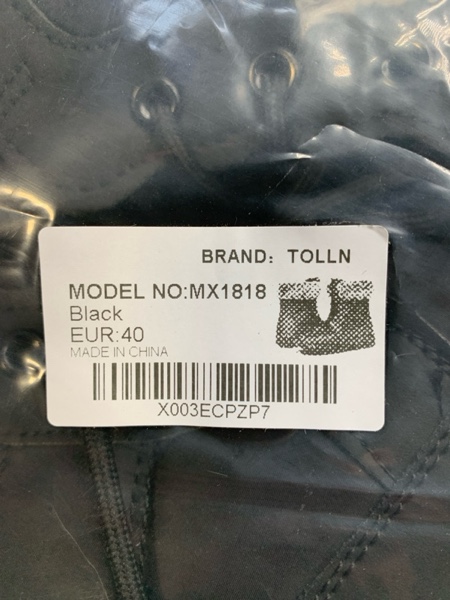 BRAND: TOLLN
MODEL NO:MX1818
Black
EUR:40
MADE IN CHINA
X003ECPZP7